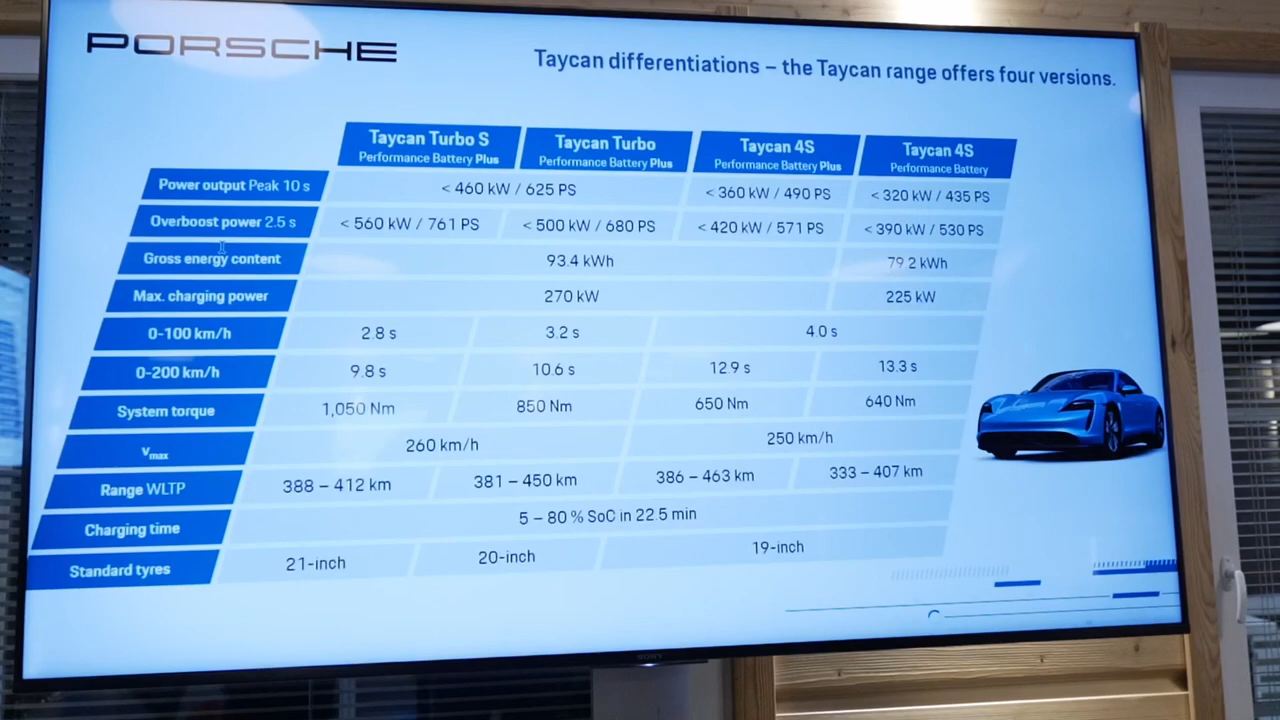 PORSCHE
Taycan differentiations – the Taycan range offers four versions.
Taycan Turbo S
Performance Battery Plus
Taycan Turbo
Performance Battery Plus
Taycan 4S
Performance Battery Plus
Taycan 4S
Performance Battery
Power output Peak 10 s
< 460 kW / 625 PS
< 360 kW / 490 PS
< 320 kW / 435 PS
Overboost power 2.5 s
< 560 kW / 761 PS
< 500 kW / 680 PS
< 420 kW / 571 PS
< 390 kW / 530 PS
Gross energy content
93.4 kWh
79 2 kWh
Max. charging power
270 kW
225 kW
0-100 km/h
2.8 s
3.2 s
4 0 s
0-200 km/h
9.8 s
10.6 s
12.9 s
13.3 s
System torque
1,050 Nm
850 Nm
650 Nm
640 Nm
vmax
260 km/h
250 km/h
Range WLTP
388 – 412 km
381 – 450 km
386 – 463 km
333 – 407 km
Charging time
5 – 80 % SoC in 22.5 min
Standard tyres
21-inch
20-inch
19-inch
SONY